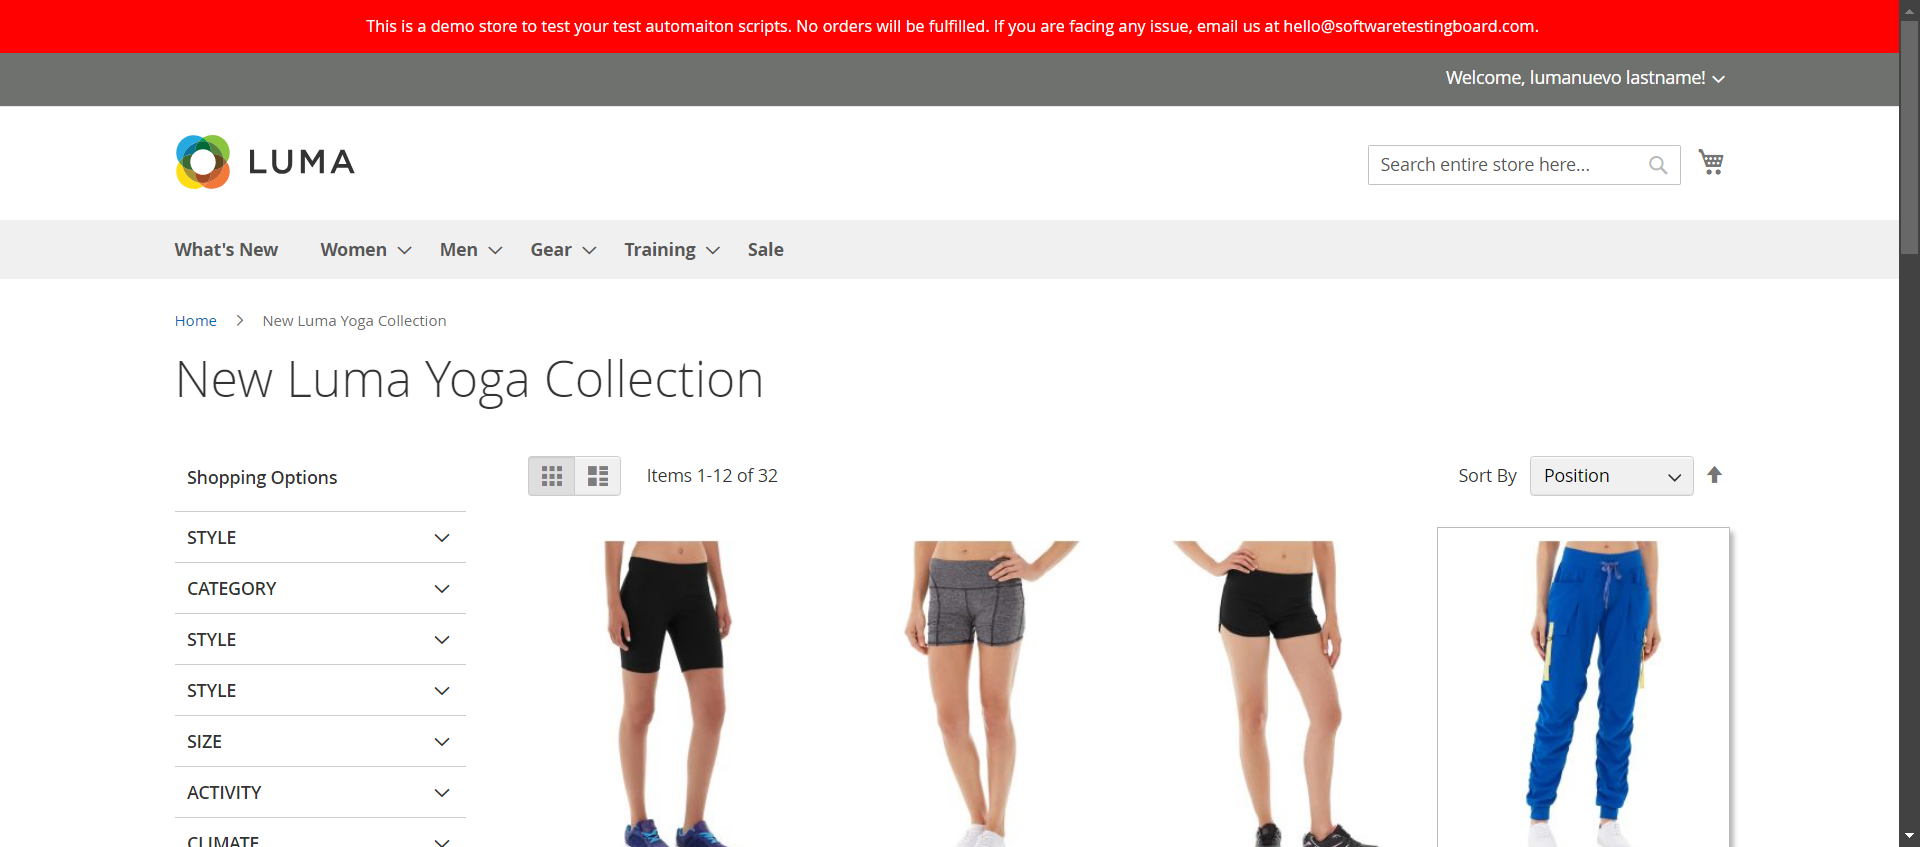 This is a demo store to test your test automaiton scripts. No orders will be fulfilled. If you are facing any issue, email us at hello@softwaretestingboard.com.
Welcome, lumanuevo lastname!
LUMA
Search entire store here...
What's New Women Men Gear Training Sale
Home New Luma Yoga Collection
New Luma Yoga Collection
Shopping Options
Items 1-12 of 32
Sort By Position
STYLE
CATEGORY
STYLE
STYLE
SIZE
ACTIVITY
CLIMATE